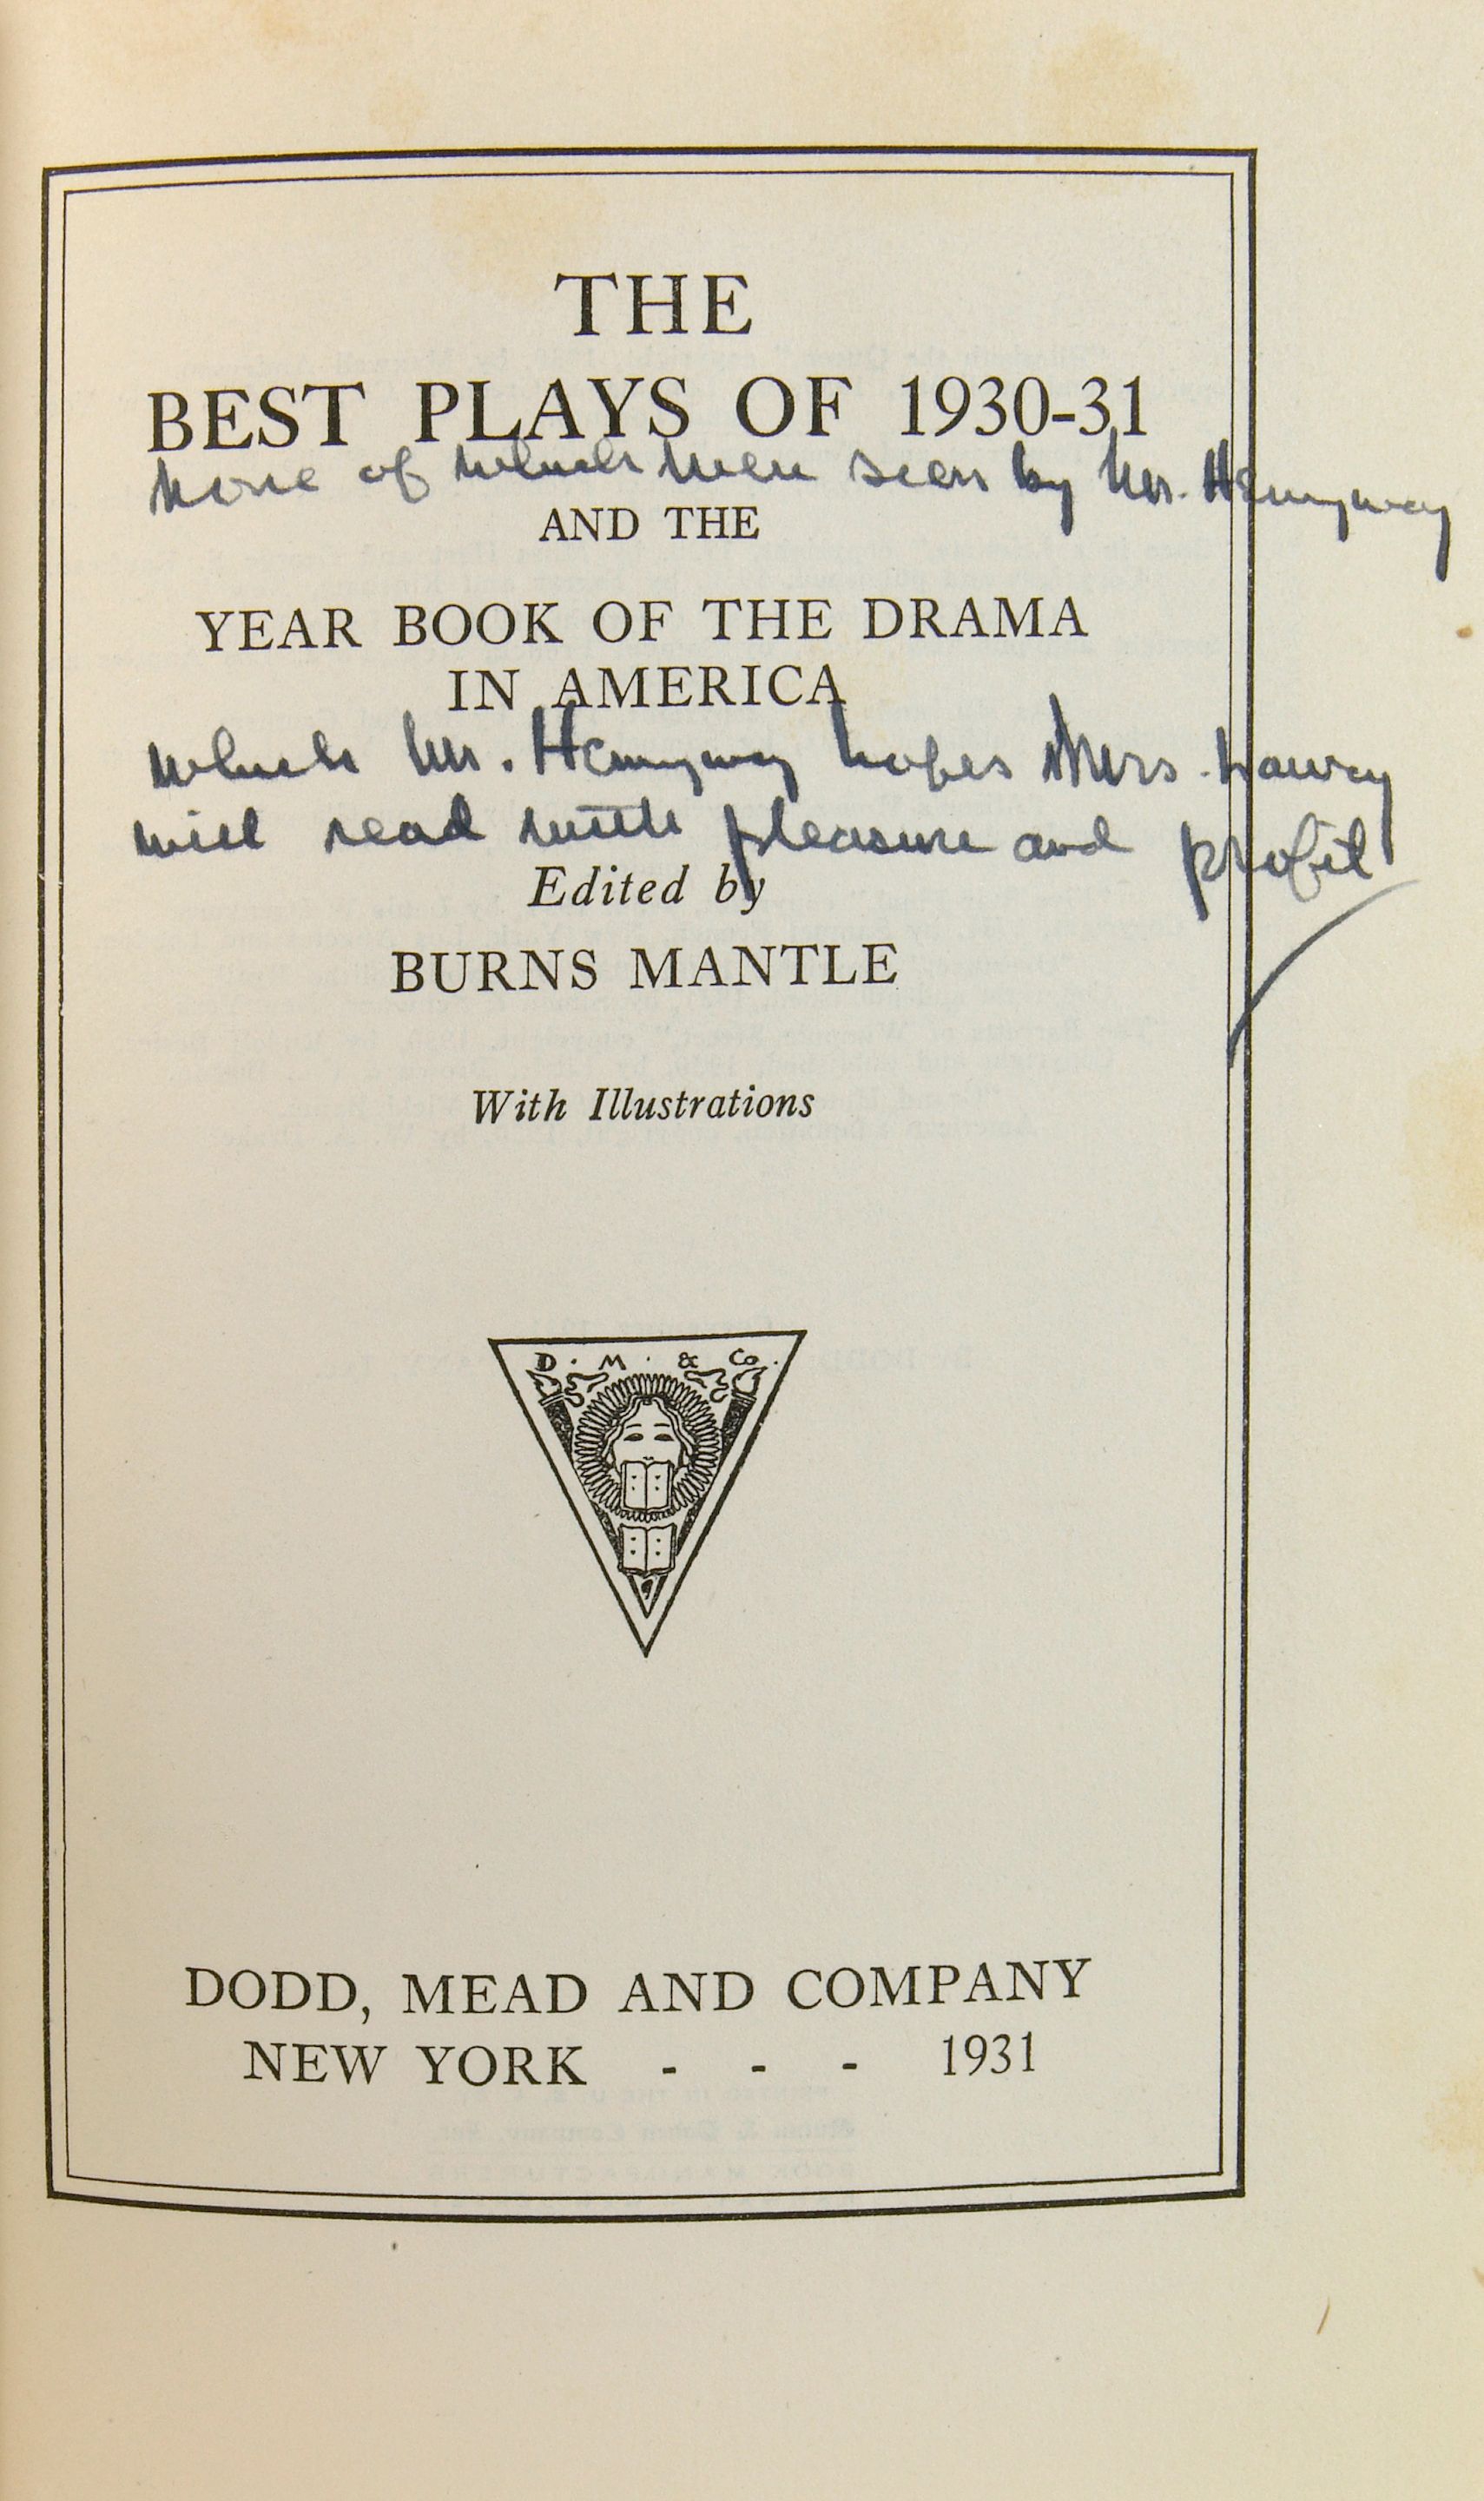 THE
BEST PLAYS OF 1930-31
none of which were seen by Mr. Hemingway
AND THE
YEAR BOOK OF THE DRAMA
IN AMERICA
which Mr. Hemingway hopes Mrs.
will read with pleasure and profit
Edited by
BURNS MANTLE
With Illustrations
D. M. & Co.
DODD, MEAD AND COMPANY
NEW YORK - - - 1931